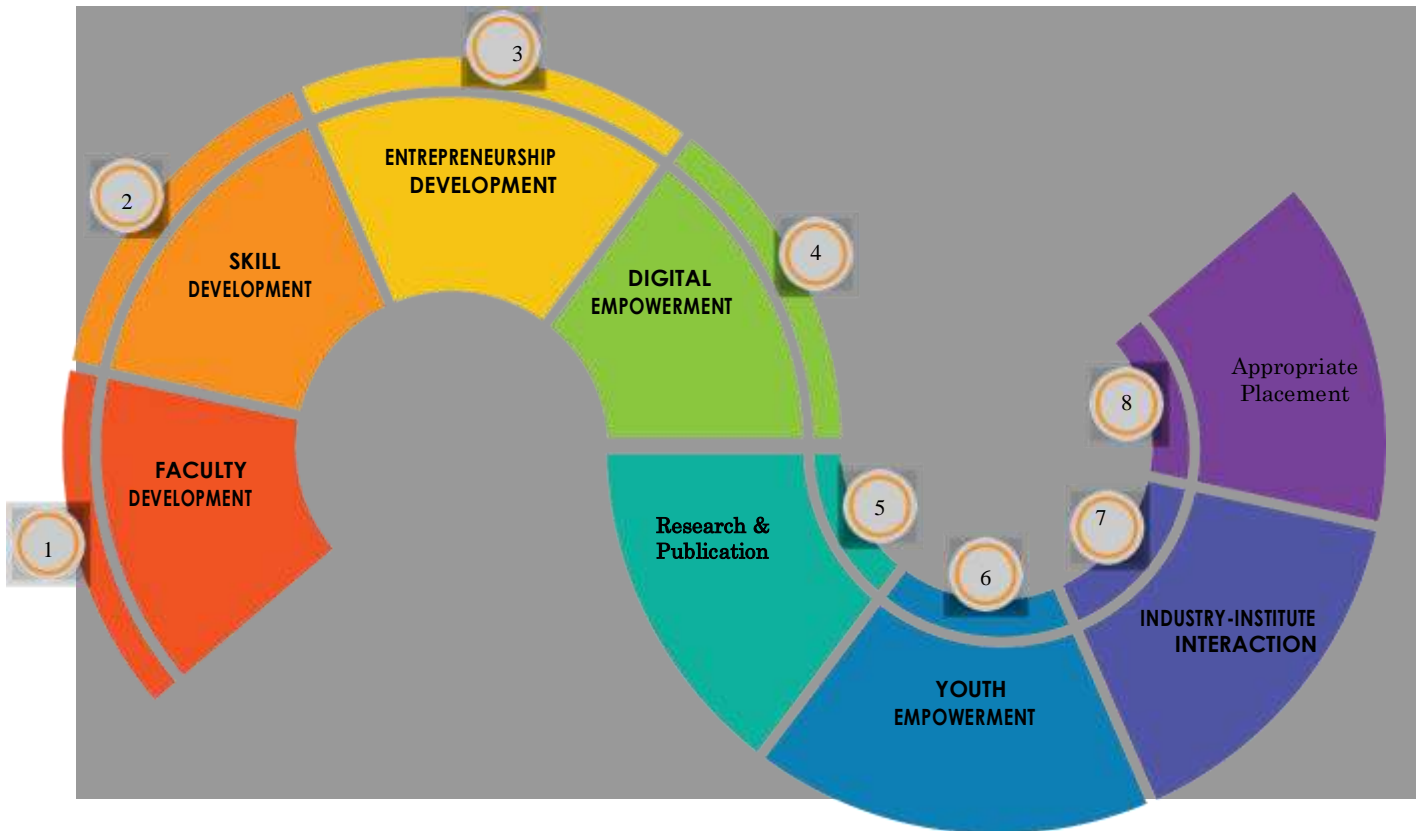 1
FACULTY
DEVELOPMENT
2
SKILL
DEVELOPMENT
3
ENTREPRENEURSHIP
DEVELOPMENT
4
DIGITAL
EMPOWERMENT
5
Research &
Publication
6
YOUTH
EMPOWERMENT
7
INDUSTRY-INSTITUTE
INTERACTION
8
Appropriate
Placement